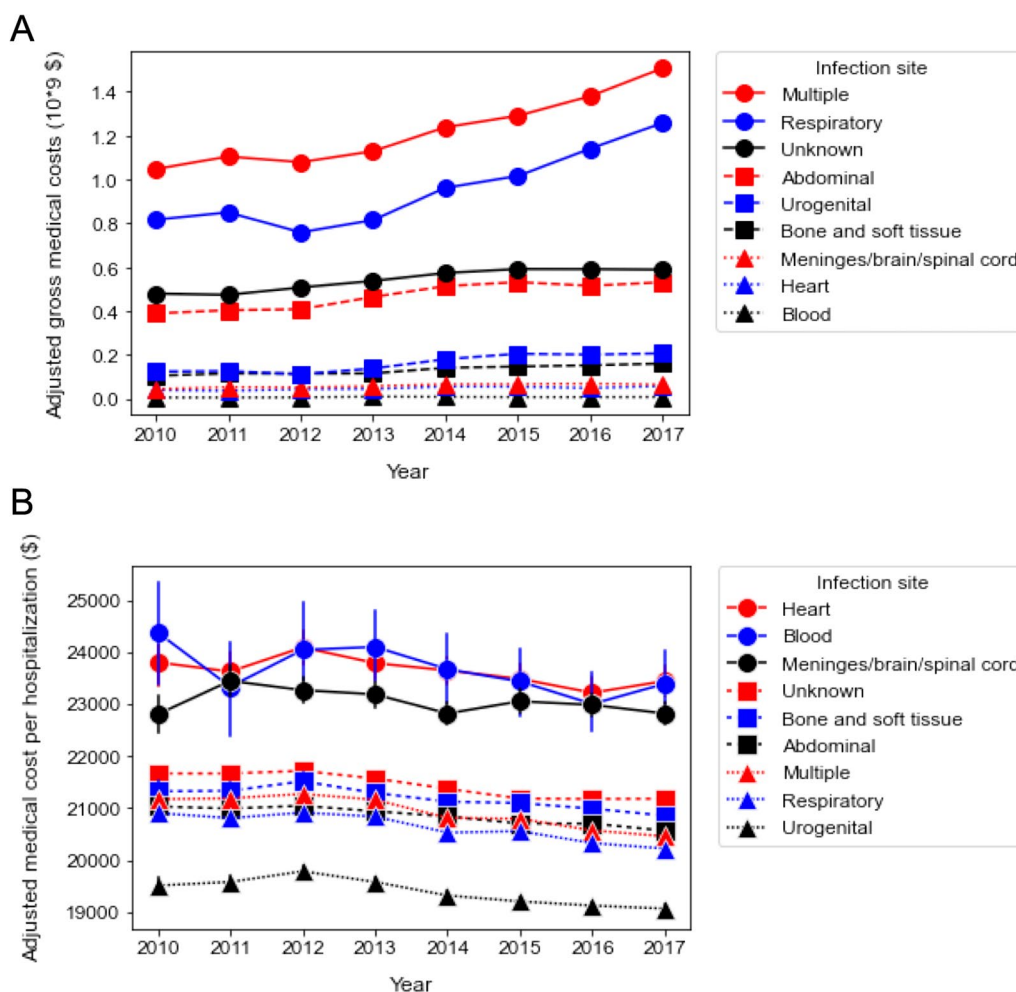 A
Adjusted gross medical costs (10*9 $)
1.4
1.2
1.0
0.8
0.6
0.4
0.2
0.0
2010 2011 2012 2013 2014 2015 2016 2017
Year
Infection site
Multiple
Respiratory
Unknown
Abdominal
Urogenital
Bone and soft tissue
Meninges/brain/spinal cord
Heart
Blood
B
Adjusted medical cost per hospitalization ($)
25000
24000
23000
22000
21000
20000
19000
2010 2011 2012 2013 2014 2015 2016 2017
Year
Infection site
Heart
Blood
Meninges/brain/spinal cord
Unknown
Bone and soft tissue
Abdominal
Multiple
Respiratory
Urogenital